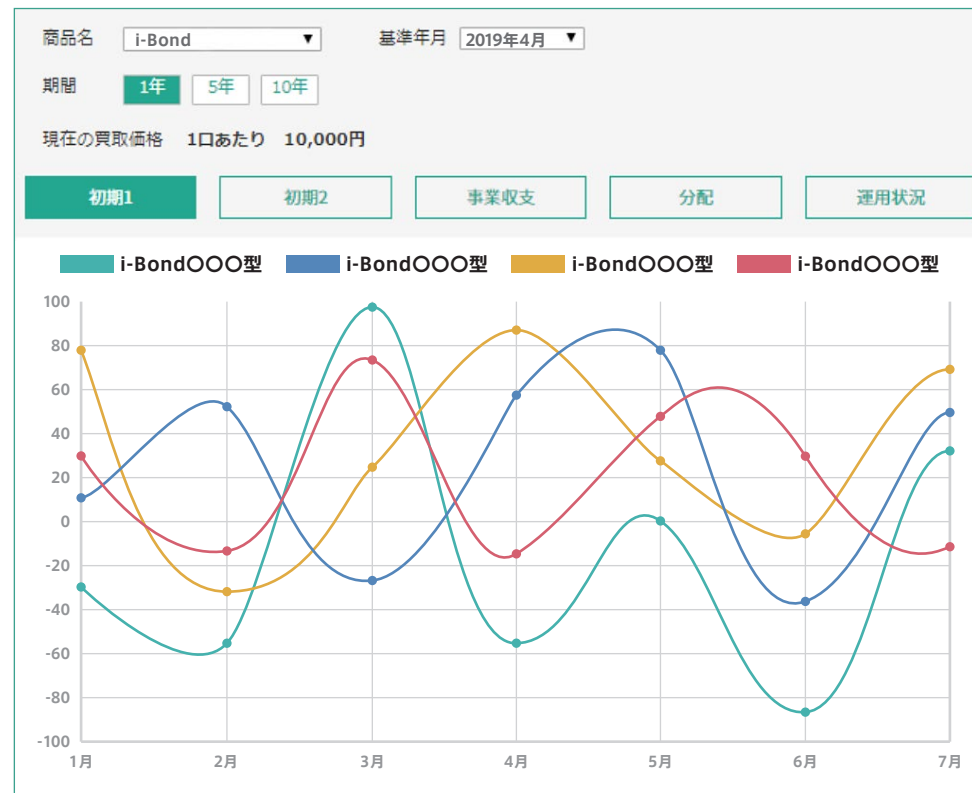 商品名 i-Bond ▼ 基準年月 2019年4月 ▼
期間 1年 5年 10年
現在の買取価格 1口あたり 10,000円
初期1 初期2 事業収支 分配 運用状況
i-Bond〇〇〇型 i-Bond〇〇〇型 i-Bond〇〇〇型 i-Bond〇〇〇型
100
80
60
40
20
0
-20
-40
-60
-80
-100
1月 2月 3月 4月 5月 6月 7月